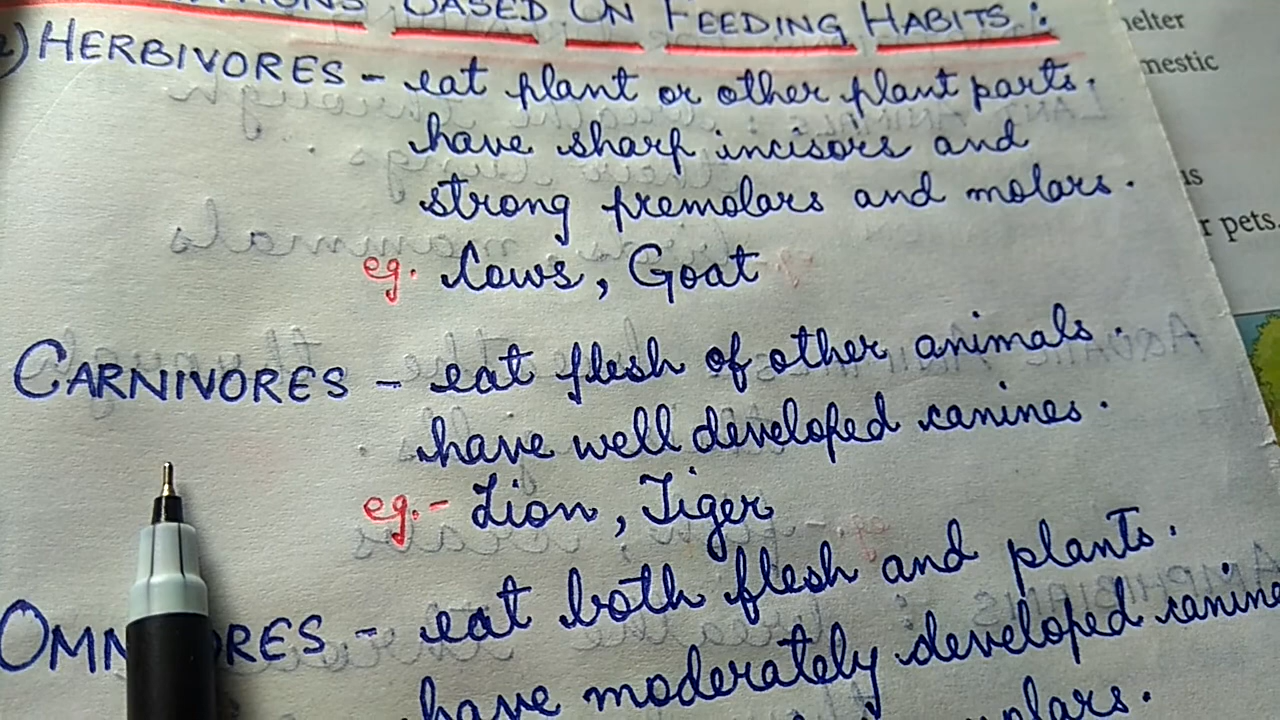 BASED ON FEEDING HABITS:
HERBIVORES - eat plant or other plant parts.
have sharp incisors and
strong premolars and molars.
eg. Cows, Goat
CARNIVORES - eat flesh of other animals.
have well developed canines.
eg.- Lion, Tiger
- eat both flesh and plants.
have moderately developed
mestic
r pets.